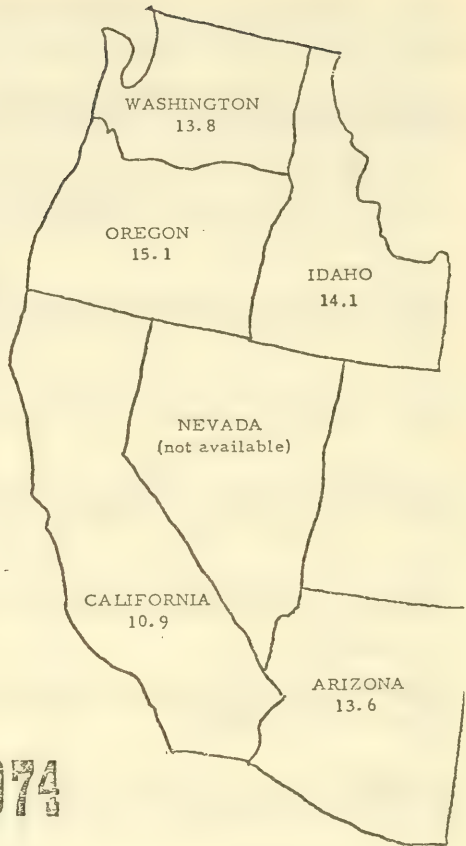 WASHINGTON
13.8
OREGON
15.1
IDAHO
14.1
NEVADA
(not available)
CALIFORNIA
10.9
ARIZONA
13.6